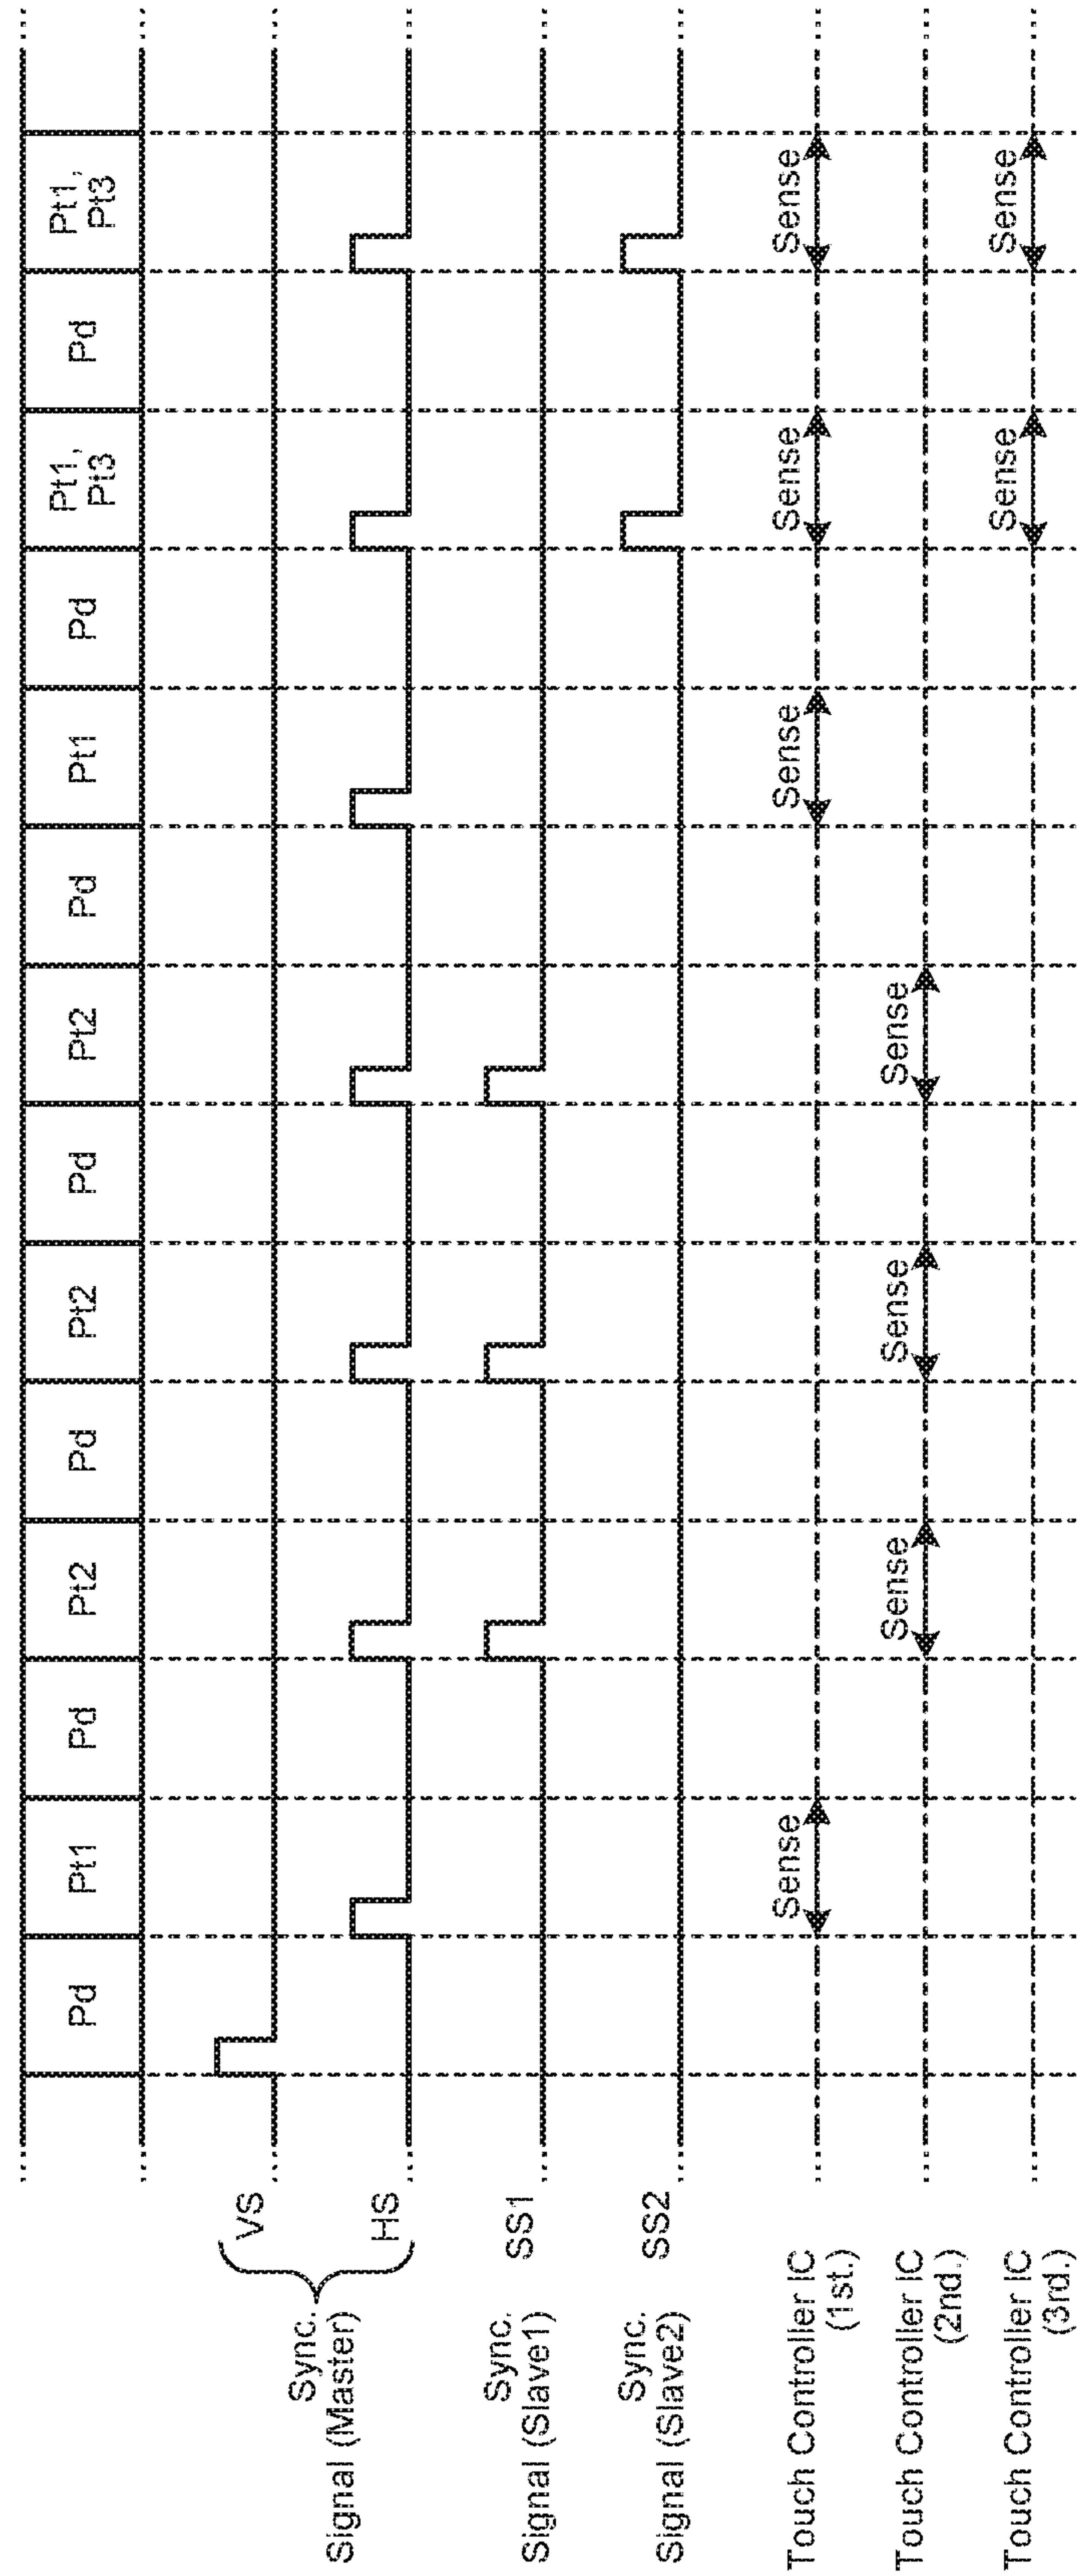 Pd
Pt1
Pd
Pt2
Pd
Pt2
Pd
Pt2
Pd
Pt1
Pd
Pt1,
Pt3
Pd
Pt1,
Pt3
Sync.
Signal (Master)
VS
HS
Sync.
Signal (Slave1)
SS1
Sync.
Signal (Slave2)
SS2
Touch Controller IC
(1st.)
Sense
Sense
Sense
Sense
Touch Controller IC
(2nd.)
Sense
Sense
Sense
Touch Controller IC
(3rd.)
Sense
Sense